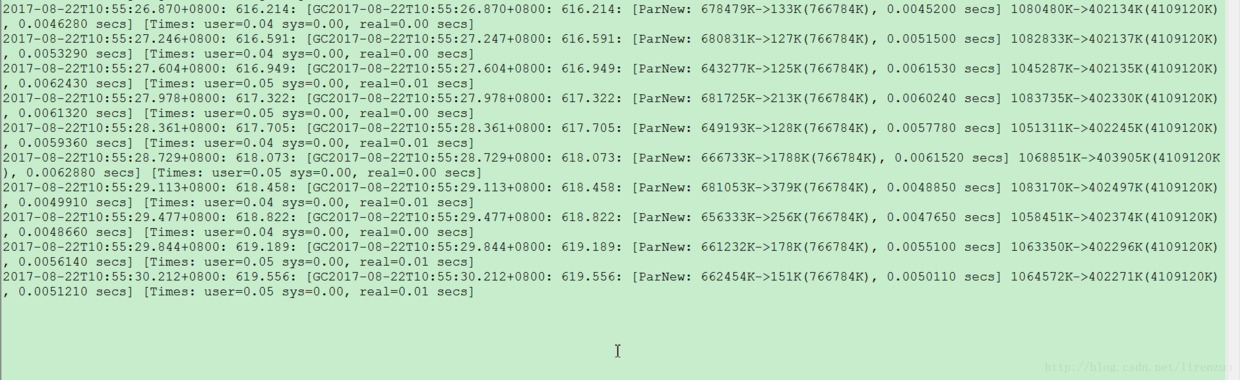 2017-08-22T10:55:26.870+0800: 616.214: [GC2017-08-22T10:55:26.870+0800: 616.214: [ParNew: 678479K->133K(766784K), 0.0045200 secs] 1080480K->402134K(4109120K)
, 0.0046280 secs] [Times: user=0.04 sys=0.00, real=0.00 secs]
2017-08-22T10:55:27.246+0800: 616.591: [GC2017-08-22T10:55:27.247+0800: 616.591: [ParNew: 680831K->127K(766784K), 0.0051500 secs] 1082833K->402137K(4109120K)
, 0.0053290 secs] [Times: user=0.04 sys=0.00, real=0.00 secs]
2017-08-22T10:55:27.604+0800: 616.949: [GC2017-08-22T10:55:27.604+0800: 616.949: [ParNew: 643277K->125K(766784K), 0.0061530 secs] 1045287K->402135K(4109120K)
, 0.0062430 secs] [Times: user=0.05 sys=0.00, real=0.01 secs]
2017-08-22T10:55:27.978+0800: 617.322: [GC2017-08-22T10:55:27.978+0800: 617.322: [ParNew: 681725K->213K(766784K), 0.0060240 secs] 1083735K->402330K(4109120K)
, 0.0061320 secs] [Times: user=0.05 sys=0.00, real=0.00 secs]
2017-08-22T10:55:28.361+0800: 617.705: [GC2017-08-22T10:55:28.361+0800: 617.705: [ParNew: 649193K->128K(766784K), 0.0057780 secs] 1051311K->402245K(4109120K)
, 0.0059360 secs] [Times: user=0.04 sys=0.00, real=0.01 secs]
2017-08-22T10:55:28.729+0800: 618.073: [GC2017-08-22T10:55:28.729+0800: 618.073: [ParNew: 666733K->1788K(766784K), 0.0061520 secs] 1068851K->403905K(4109120K
), 0.0062880 secs] [Times: user=0.05 sys=0.00, real=0.00 secs]
2017-08-22T10:55:29.113+0800: 618.458: [GC2017-08-22T10:55:29.113+0800: 618.458: [ParNew: 681053K->379K(766784K), 0.0048850 secs] 1083170K->402497K(4109120K)
, 0.0049910 secs] [Times: user=0.04 sys=0.00, real=0.01 secs]
2017-08-22T10:55:29.477+0800: 618.822: [GC2017-08-22T10:55:29.477+0800: 618.822: [ParNew: 656333K->256K(766784K), 0.0047650 secs] 1058451K->402374K(4109120K)
, 0.0048660 secs] [Times: user=0.04 sys=0.00, real=0.00 secs]
2017-08-22T10:55:29.844+0800: 619.189: [GC2017-08-22T10:55:29.844+0800: 619.189: [ParNew: 661232K->178K(766784K), 0.0055100 secs] 1063350K->402296K(4109120K)
, 0.0056140 secs] [Times: user=0.05 sys=0.00, real=0.01 secs]
2017-08-22T10:55:30.212+0800: 619.556: [GC2017-08-22T10:55:30.212+0800: 619.556: [ParNew: 662454K->151K(766784K), 0.0050110 secs] 1064572K->402271K(4109120K)
, 0.0051210 secs] [Times: user=0.05 sys=0.00, real=0.01 secs]